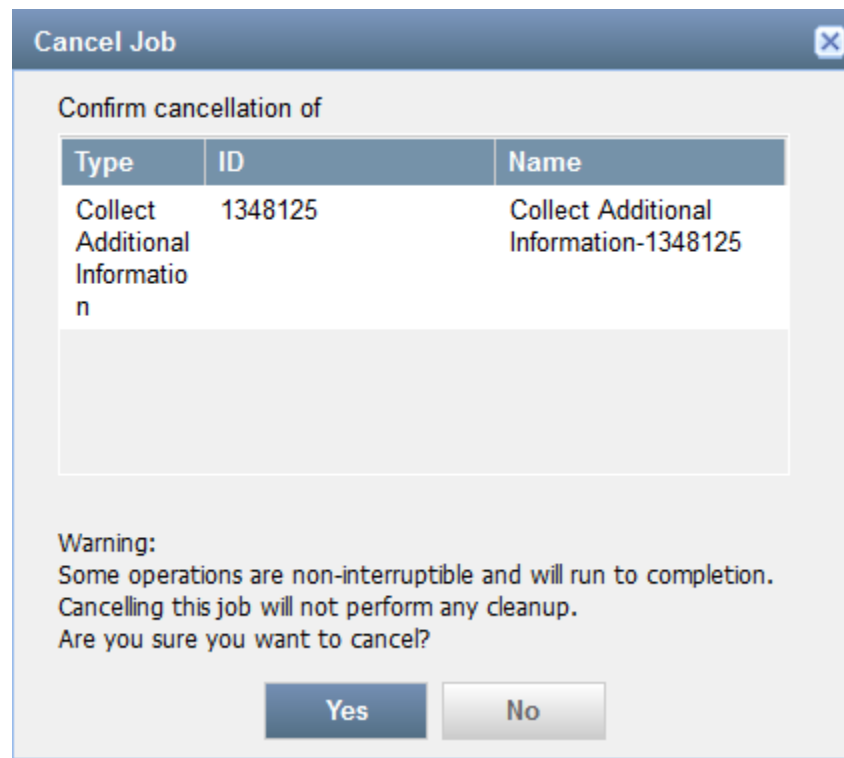 Cancel Job
Confirm cancellation of
Type ID Name
Collect 1348125 Collect Additional
Additional Information-1348125
Informatio
n
Warning:
Some operations are non-interruptible and will run to completion.
Cancelling this job will not perform any cleanup.
Are you sure you want to cancel?
Yes No